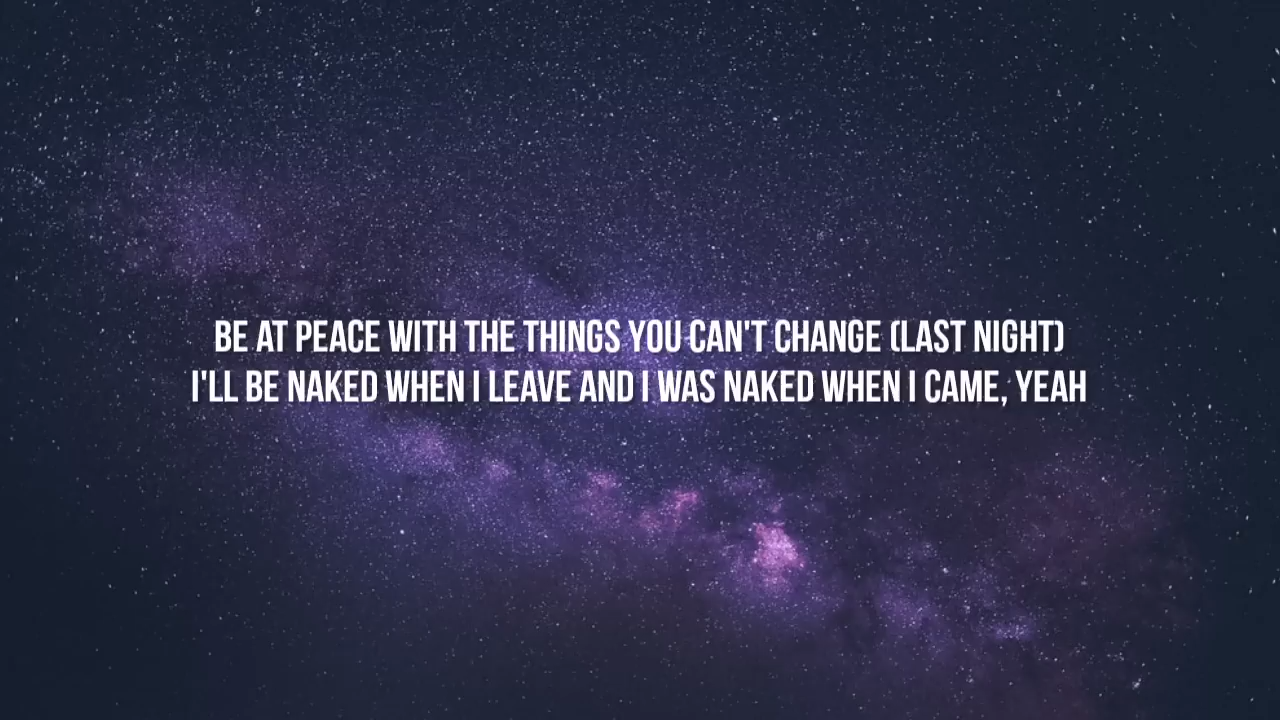 BE AT PEACE WITH THE THINGS YOU CAN'T CHANGE (LAST NIGHT)
I'LL BE NAKED WHEN I LEAVE AND I WAS NAKED WHEN I CAME, YEAH